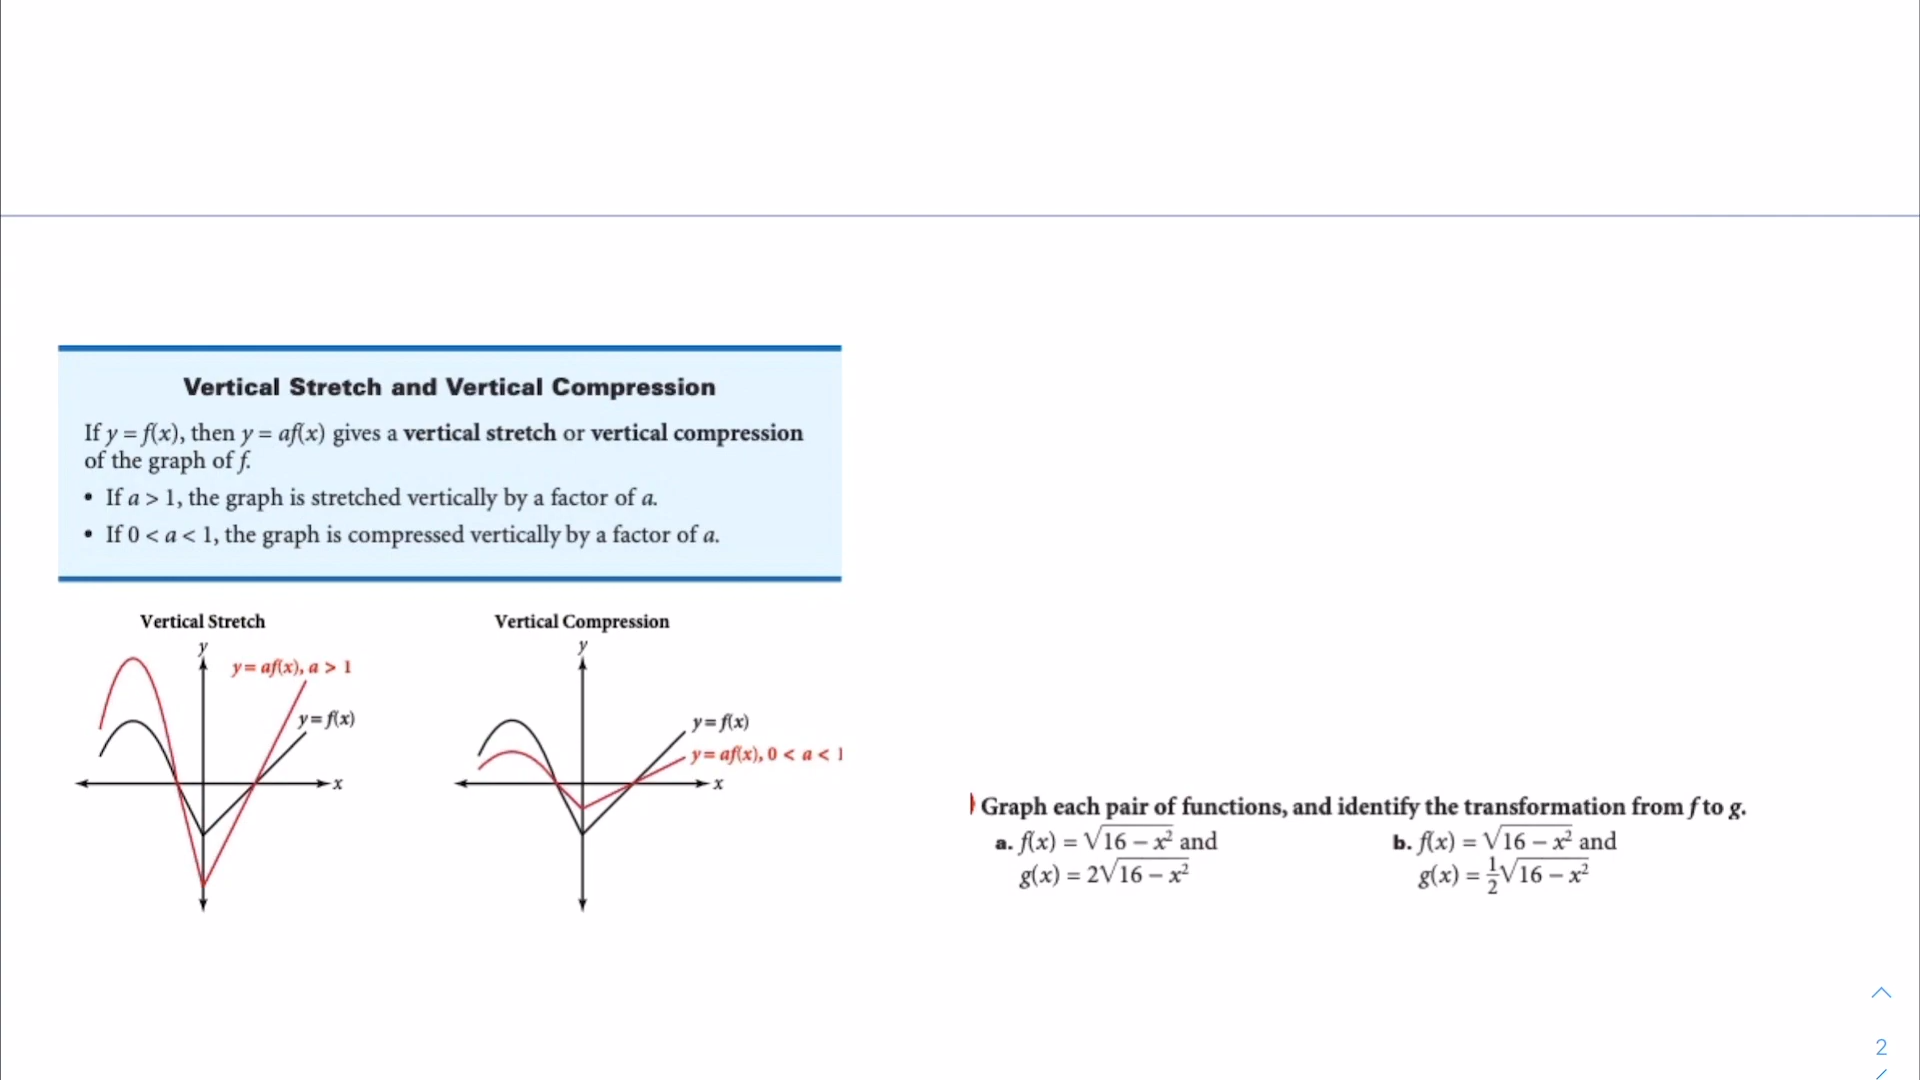 Vertical Stretch and Vertical Compression
If y = f(x), then y = af(x) gives a vertical stretch or vertical compression
of the graph of f.
• If a > 1, the graph is stretched vertically by a factor of a.
• If 0 < a < 1, the graph is compressed vertically by a factor of a.
Vertical Stretch
y
y = af(x), a > 1
y = f(x)
x
Vertical Compression
y
y = f(x)
y = af(x), 0 < a < 1
x
Graph each pair of functions, and identify the transformation from f to g.
a. f(x) = √16 – x² and
g(x) = 2√16 – x²
b. f(x) = √16 – x² and
g(x) = ½√16 – x²
2